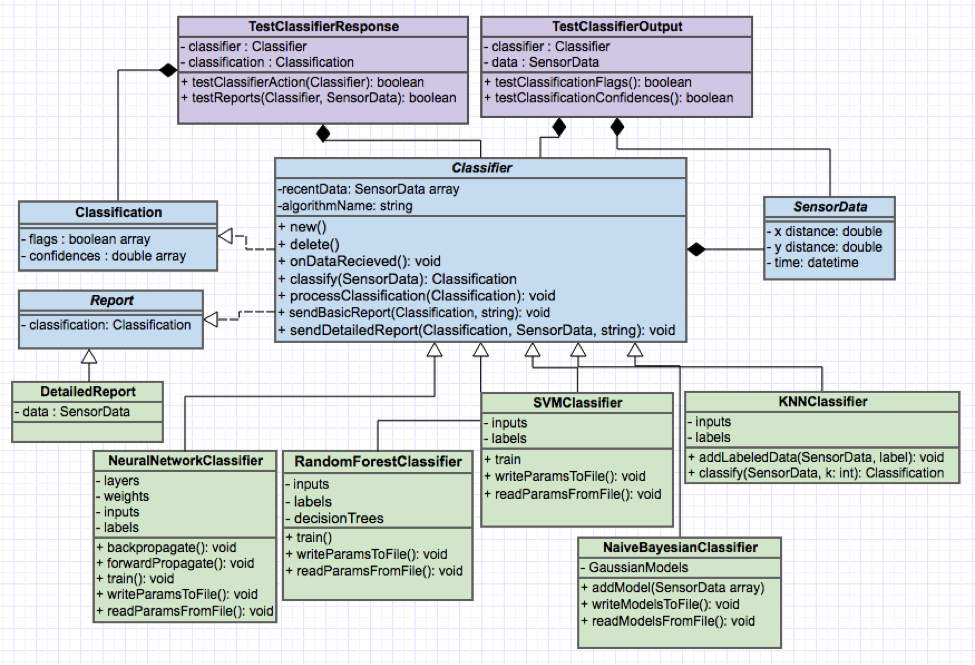 TestClassifierResponse
- classifier : Classifier
- classification : Classification
+ testClassifierAction(Classifier): boolean
+ testReports(Classifier, SensorData): boolean
TestClassifierOutput
- classifier : Classifier
- data : SensorData
+ testClassificationFlags(): boolean
+ testClassificationConfidences(): boolean
Classifier
-recentData: SensorData array
-algorithmName: string
+ new()
+ delete()
+ onDataRecieved(): void
+ classify(SensorData): Classification
+ processClassification(Classification): void
+ sendBasicReport(Classification, string): void
+ sendDetailedReport(Classification, SensorData, string): void
Classification
- flags : boolean array
- confidences : double array
SensorData
- x distance: double
- y distance: double
- time: datetime
Report
- classification: Classification
DetailedReport
- data : SensorData
NeuralNetworkClassifier
- layers
- weights
- inputs
- labels
+ backpropagate(): void
+ forwardPropagate(): void
+ train(): void
+ writeParamsToFile(): void
+ readParamsFromFile(): void
RandomForestClassifier
- inputs
- labels
- decisionTrees
+ train()
+ writeParamsToFile(): void
+ readParamsFromFile(): void
SVMClassifier
- inputs
- labels
+ train
+ writeParamsToFile(): void
+ readParamsFromFile(): void
KNNClassifier
- inputs
- labels
+ addLabeledData(SensorData, label): void
+ classify(SensorData, k: int): Classification
NaiveBayesianClassifier
- GaussianModels
+ addModel(SensorData array)
+ writeModelsToFile(): void
+ readModelsFromFile(): void